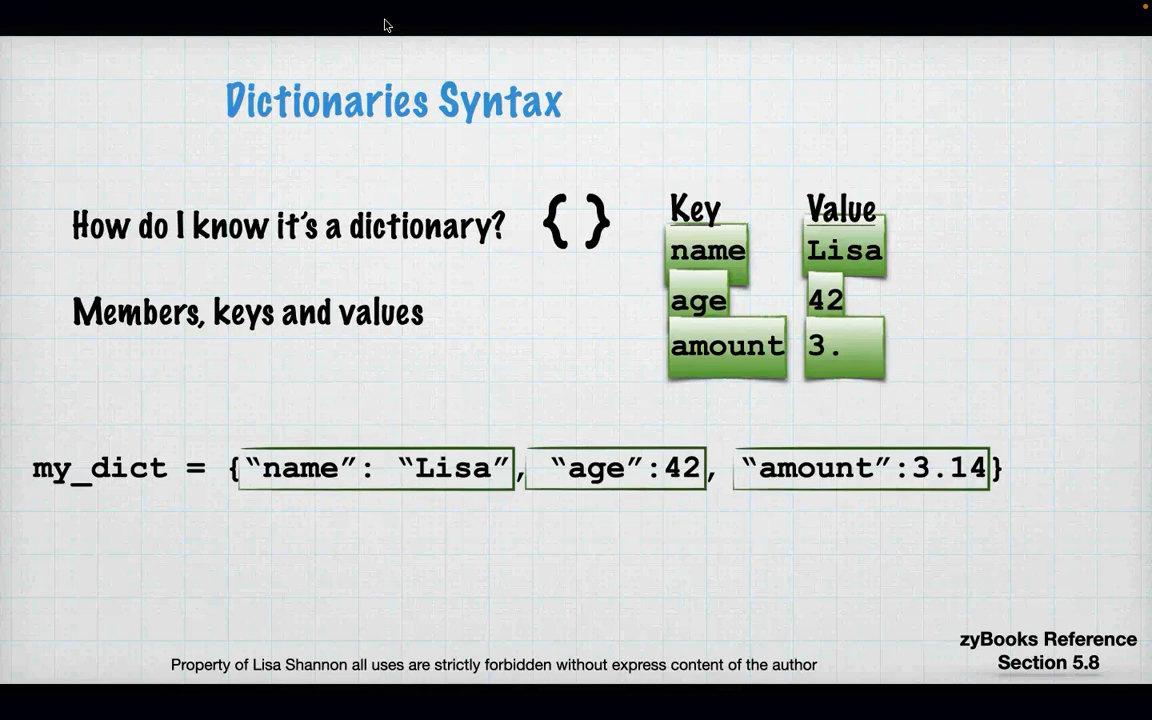 Dictionaries Syntax
How do I know it's a dictionary? { }
Members, keys and values
Key Value
name Lisa
age 42
amount 3.
my_dict = {“name”: “Lisa”, “age”:42, “amount”:3.14}
zyBooks Reference
Section 5.8
Property of Lisa Shannon all uses are strictly forbidden without express content of the author